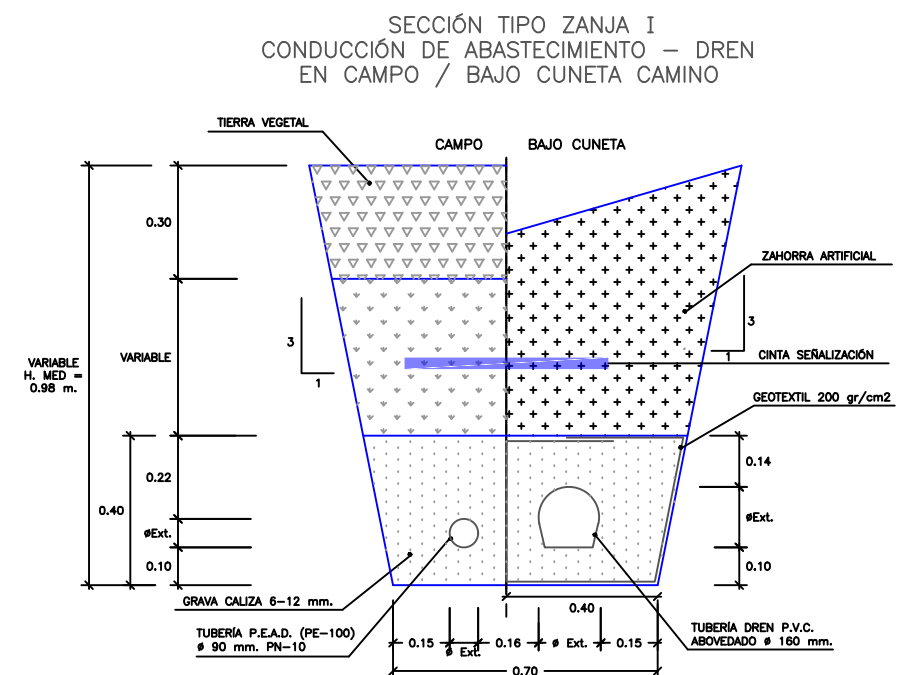 SECCIÓN TIPO ZANJA I
CONDUCCIÓN DE ABASTECIMIENTO – DREN
EN CAMPO / BAJO CUNETA CAMINO
TIERRA VEGETAL
CAMPO
BAJO CUNETA
0.30
ZAHORRA ARTIFICIAL
3
1
3
1
VARIABLE
H. MED =
0.98 m.
VARIABLE
CINTA SEÑALIZACIÓN
GEOTEXTIL 200 gr/cm2
0.22
0.14
0.40
øExt.
øExt.
0.10
0.10
GRAVA CALIZA 6-12 mm.
0.40
TUBERÍA P.E.A.D. (PE-100)
ø 90 mm. PN-10
TUBERÍA DREN P.V.C.
ABOVEDADO ø 160 mm.
0.15
ø Ext.
0.16
ø Ext.
0.15
0.70